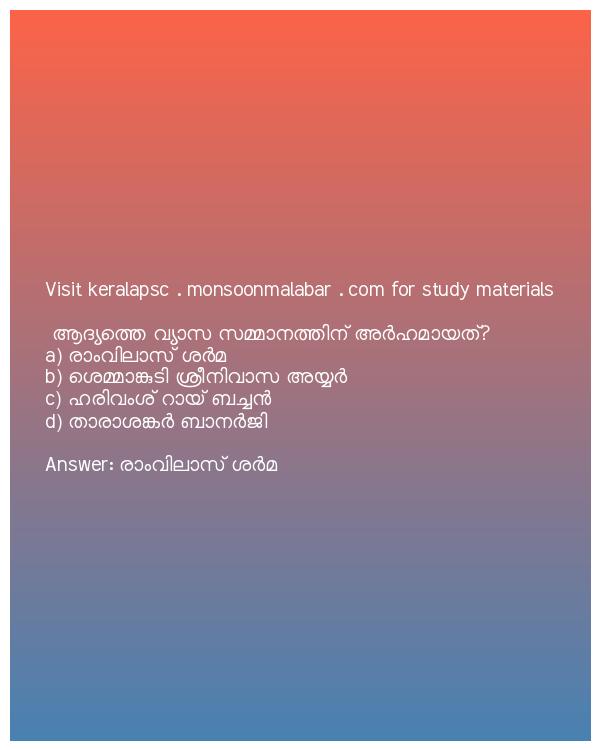 Visit keralapsc . monsoonmalabar . com for study materials
ആദ്യത്തെ വ്യാസ സമ്മാനത്തിന് അർഹമായത്?
a) രാംവിലാസ് ശർമ
b) ശെമ്മാങ്കുടി ശ്രീനിവാസ അയ്യർ
c) ഹരിവംശ് റായ് ബച്ചൻ
d) താരാശങ്കർ ബാനർജി
Answer: രാംവിലാസ് ശർമ